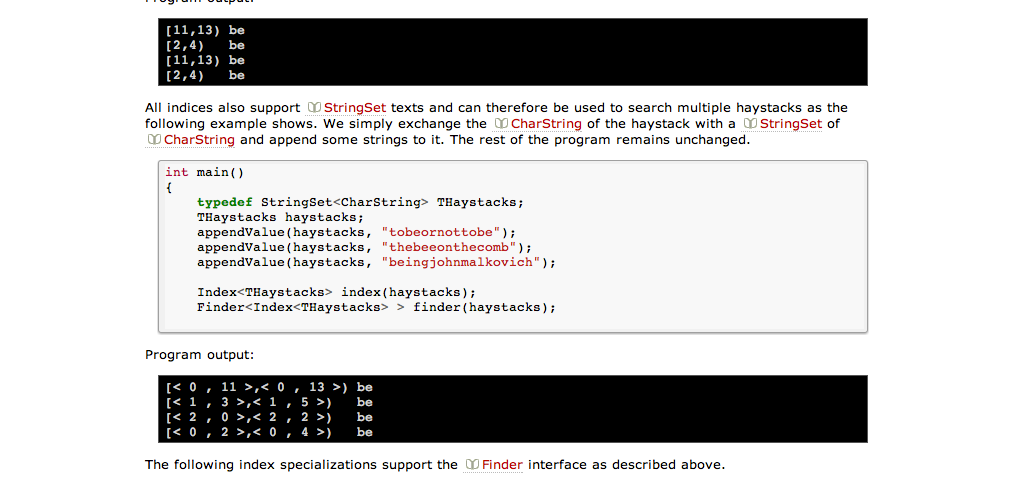 Program output:
[11,13) be
[2,4)   be
[11,13) be
[2,4)   be
All indices also support StringSet texts and can therefore be used to search multiple haystacks as the
following example shows. We simply exchange the CharString of the haystack with a StringSet of
CharString and append some strings to it. The rest of the program remains unchanged.
int main()
{
    typedef StringSet<CharString> THaystacks;
    THaystacks haystacks;
    appendValue(haystacks, "tobeornottobe");
    appendValue(haystacks, "thebeeonthecomb");
    appendValue(haystacks, "beingjohnmalkovich");
    Index<THaystacks> index(haystacks);
    Finder<Index<THaystacks> > finder(haystacks);
Program output:
[< 0 , 11 >,< 0 , 13 >) be
[< 1 , 3 >,< 1 , 5 >)   be
[< 2 , 0 >,< 2 , 2 >)   be
[< 0 , 2 >,< 0 , 4 >)   be
The following index specializations support the Finder interface as described above.